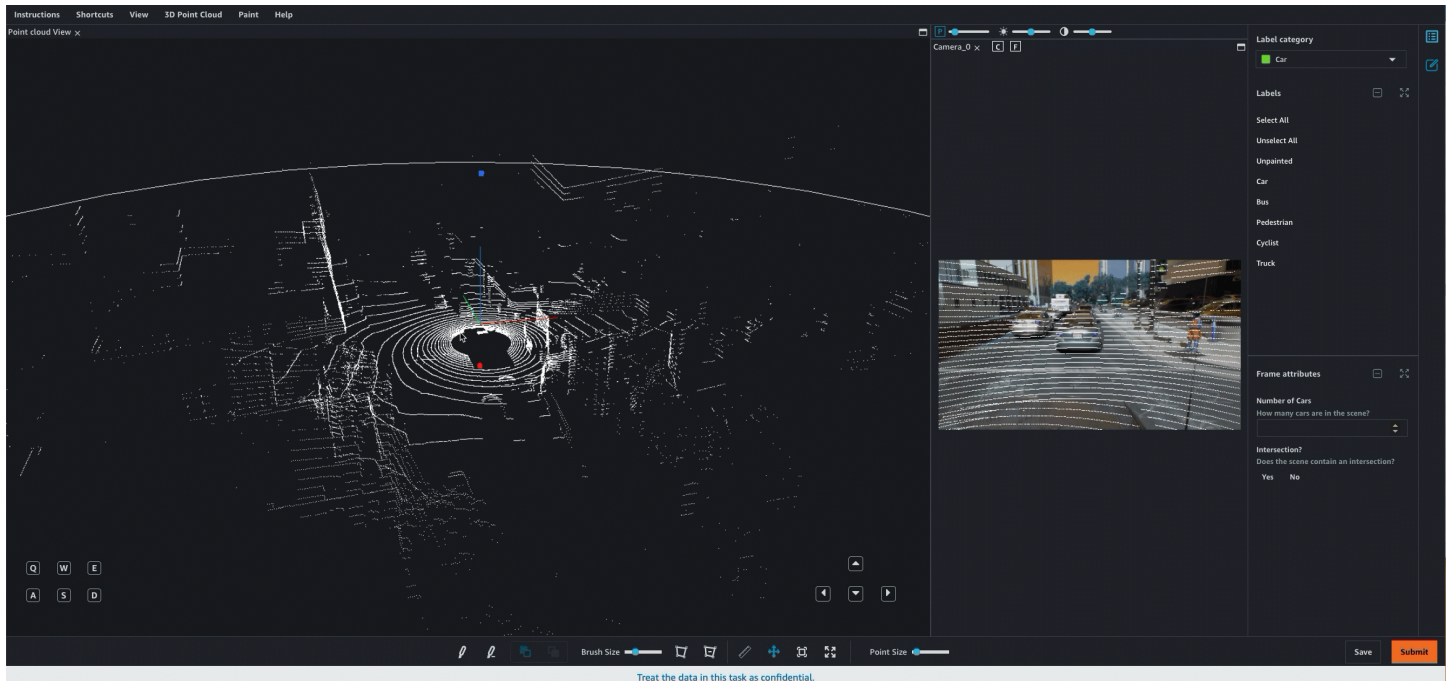 Instructions Shortcuts View 3D Point Cloud Paint Help
Point cloud View x
P
Camera_0 x C F
Label category
Car
Labels
Select All
Unselect All
Unpainted
Car
Bus
Pedestrian
Cyclist
Truck
Frame attributes
Number of Cars
How many cars are in the scene?
Intersection?
Does the scene contain an intersection?
Yes No
Q W E
A S D
Brush Size
Point Size
Save
Submit
Treat the data in this task as confidential.